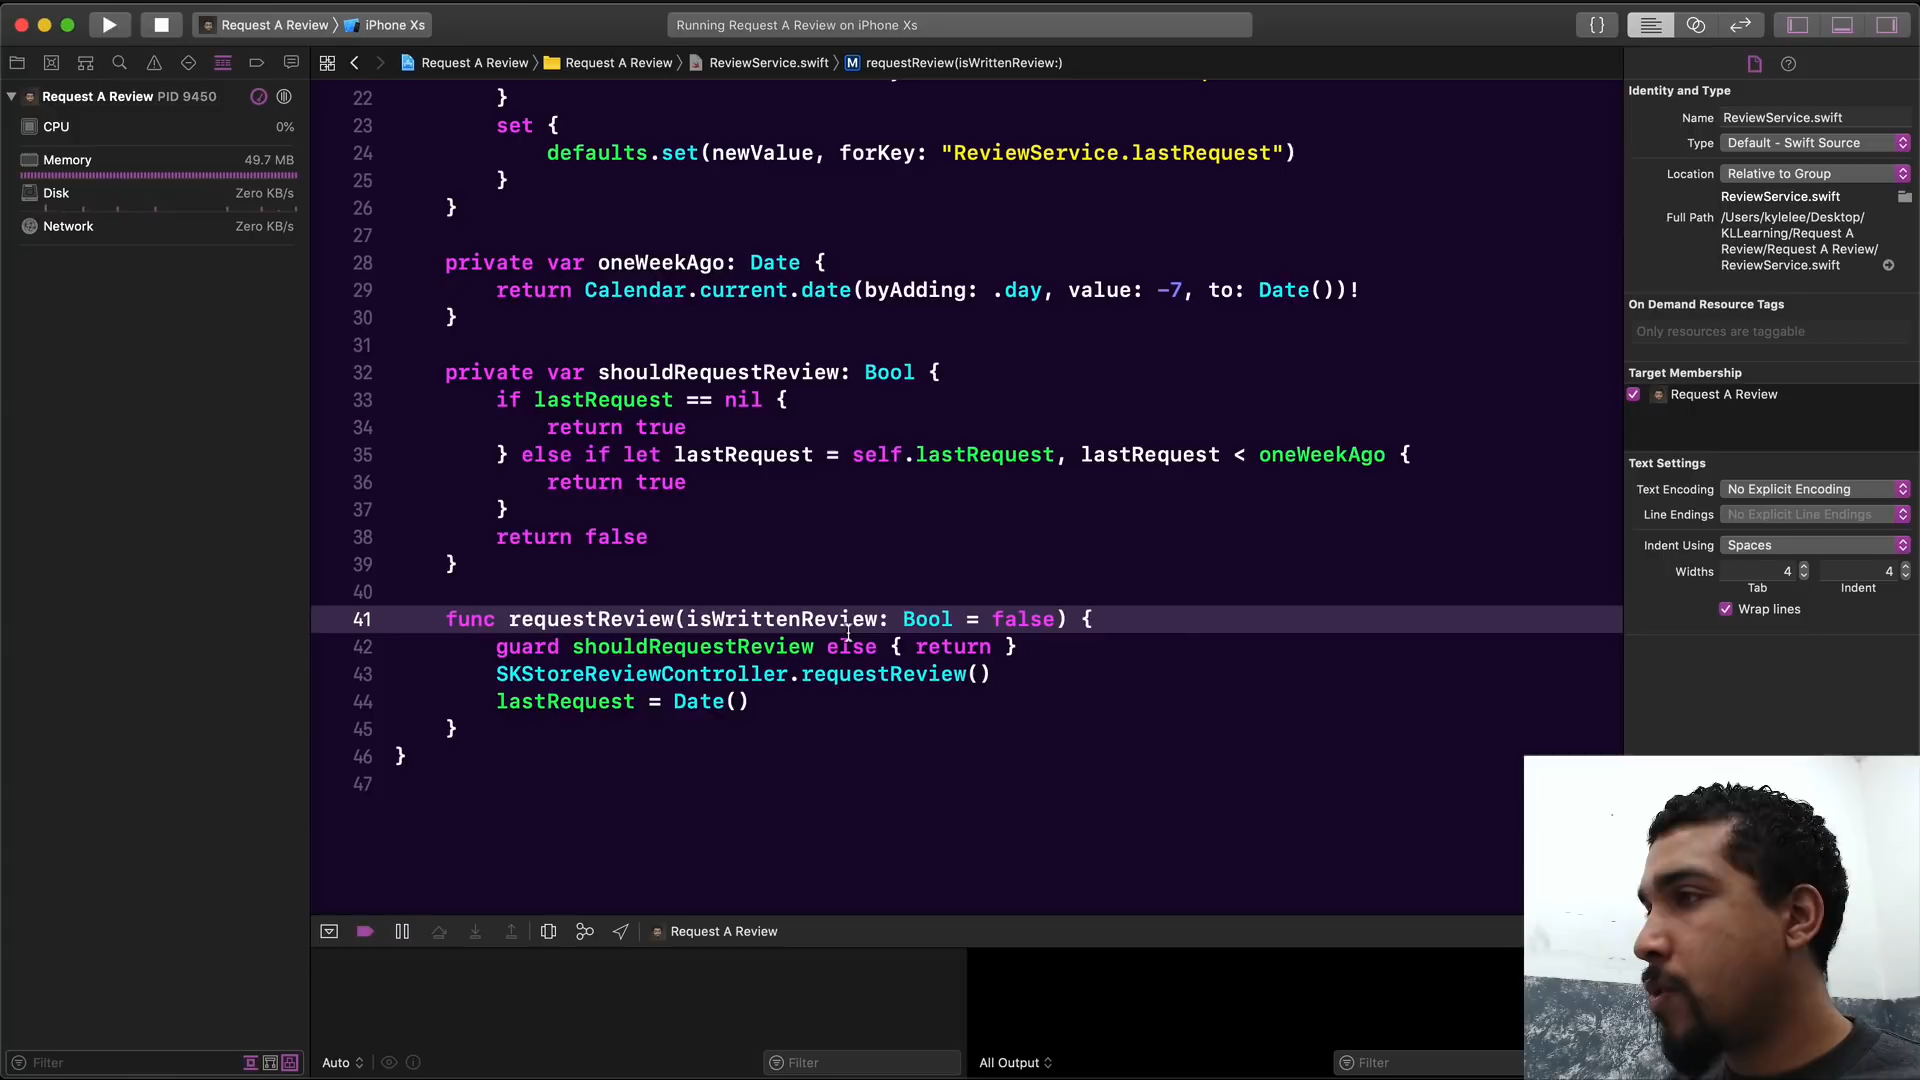 Request A Review iPhone Xs
Running Request A Review on iPhone Xs
{}
Request A Review
Request A Review
ReviewService.swift
M requestReview(isWrittenReview:)
Request A Review PID 9450
CPU 0%
Memory 49.7 MB
Disk Zero KB/s
Network Zero KB/s
22 }
23 set {
24 defaults.set(newValue, forKey: "ReviewService.lastRequest")
25 }
26 }
27
28 private var oneWeekAgo: Date {
29 return Calendar.current.date(byAdding: .day, value: -7, to: Date())!
30 }
31
32 private var shouldRequestReview: Bool {
33 if lastRequest == nil {
34 return true
35 } else if let lastRequest = self.lastRequest, lastRequest < oneWeekAgo {
36 return true
37 }
38 return false
39 }
40
41 func requestReview(isWrittenReview: Bool = false) {
42 guard shouldRequestReview else { return }
43 SKStoreReviewController.requestReview()
44 lastRequest = Date()
45 }
46 }
47
Identity and Type
Name ReviewService.swift
Type Default - Swift Source
Location Relative to Group
ReviewService.swift
Full Path /Users/kylelee/Desktop/
KLLearning/Request A
Review/Request A Review/
ReviewService.swift
On Demand Resource Tags
Only resources are taggable
Target Membership
Request A Review
Text Settings
Text Encoding No Explicit Encoding
Line Endings No Explicit Line Endings
Indent Using Spaces
Widths 4 4
Tab Indent
Wrap lines
Request A Review
Filter
Auto
Filter
All Output
Filter